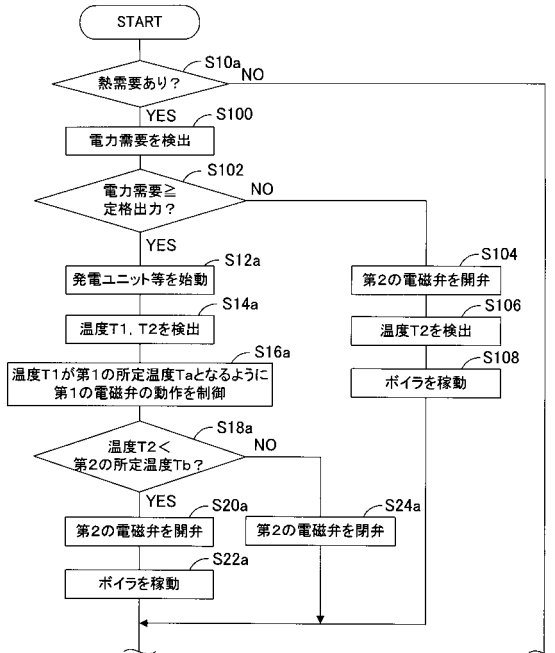 START
S10a
熱需要あり？
NO
YES
S100
電力需要を検出
S102
電力需要≧
定格出力？
NO
YES
S12a
発電ユニット等を始動
S14a
温度T1，T2を検出
S16a
温度T1が第1の所定温度Taとなるように
第1の電磁弁の動作を制御
S18a
温度T2＜
第2の所定温度Tb？
NO
YES
S20a
第2の電磁弁を開弁
S22a
ボイラを稼動
S24a
第2の電磁弁を閉弁
S104
第2の電磁弁を開弁
S106
温度T2を検出
S108
ボイラを稼動